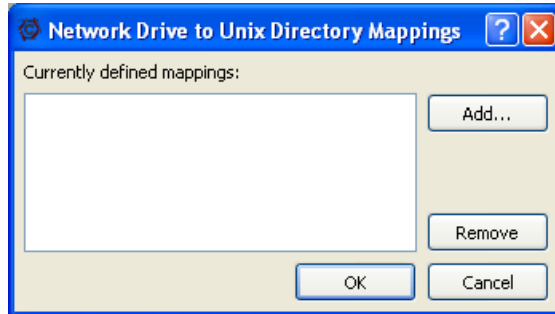 Network Drive to Unix Directory Mappings
Currently defined mappings:
Add...
Remove
OK
Cancel